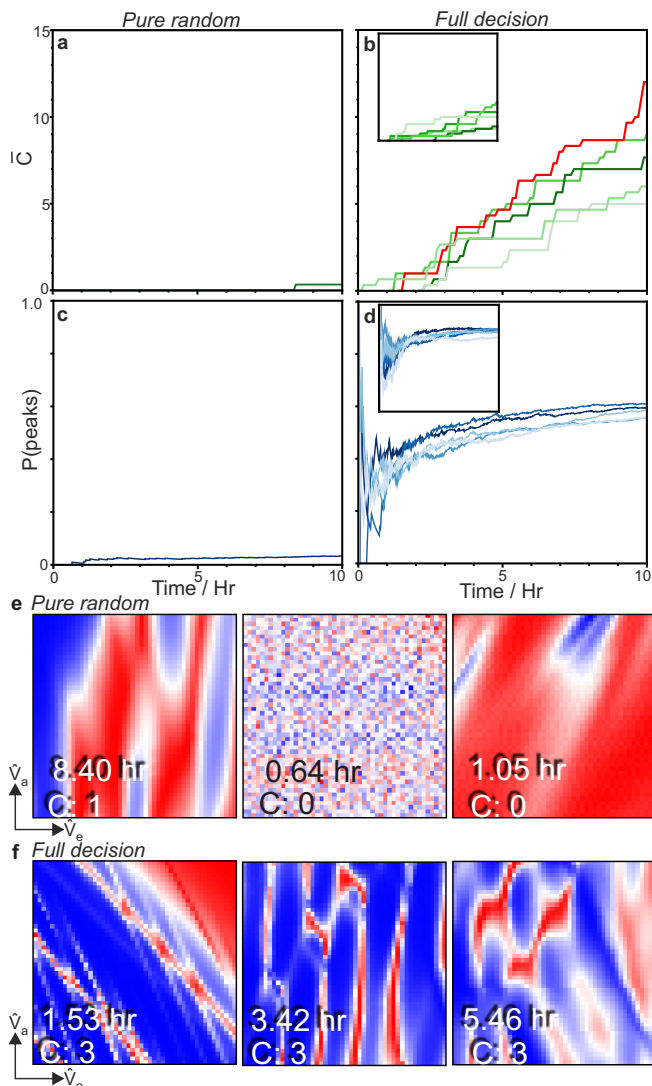 Pure random Full decision
a b
15
10
5
0
C̄
c d
1.0
0
P(peaks)
0 5 10 0 5 10
Time / Hr Time / Hr
e Pure random
8.40 hr 0.64 hr 1.05 hr
C: 1 C: 0 C: 0
V̂a
V̂e
f Full decision
1.53 hr 3.42 hr 5.46 hr
C: 3 C: 3 C: 3
V̂a
V̂e